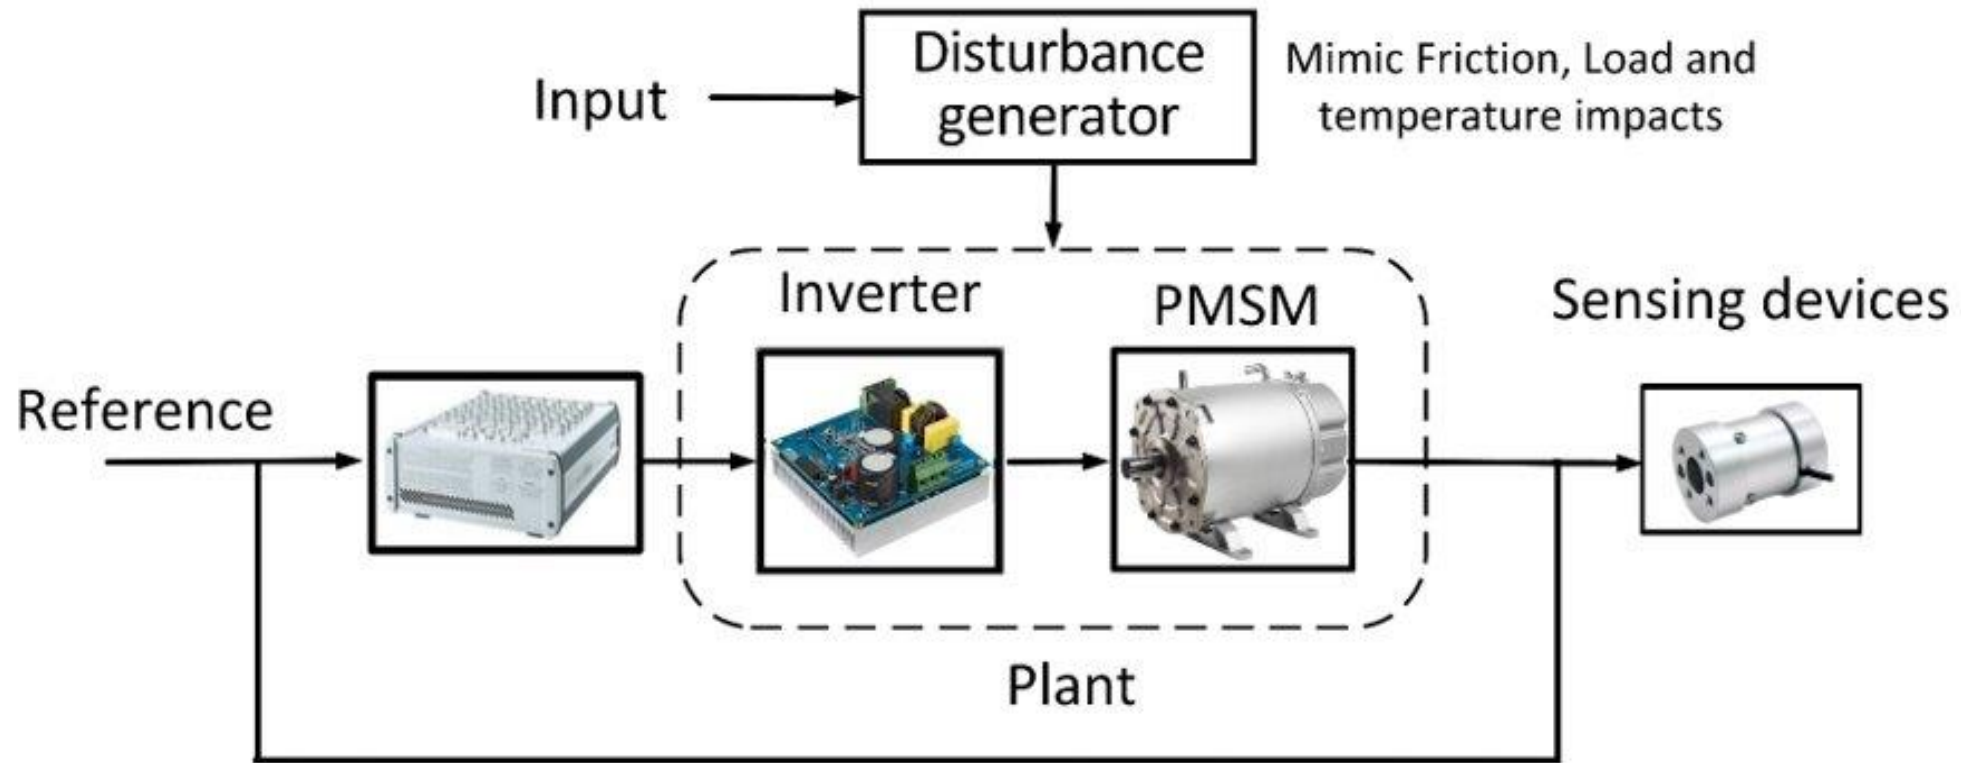 Disturbance
generator
Input
Mimic Friction, Load and
temperature impacts
Inverter
PMSM
Sensing devices
Reference
Plant